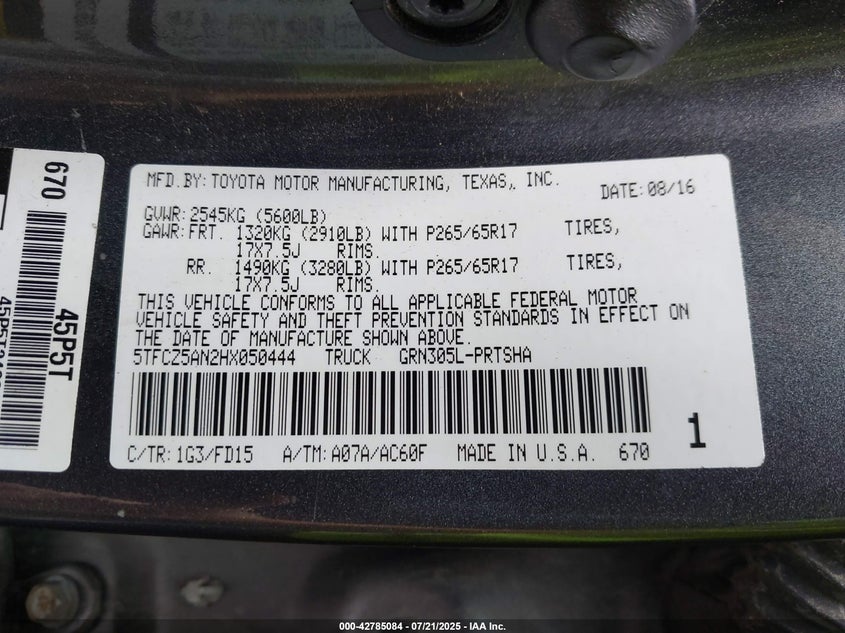 MFD.BY: TOYOTA MOTOR MANUFACTURING, TEXAS, INC.
DATE: 08/16
GVWR: 2545KG (5600LB)
GAWR: FRT. 1320KG (2910LB) WITH P265/65R17 TIRES,
17X7.5J RIMS.
RR. 1490KG (3280LB) WITH P265/65R17 TIRES,
17X7.5J RIMS.
THIS VEHICLE CONFORMS TO ALL APPLICABLE FEDERAL MOTOR
VEHICLE SAFETY AND THEFT PREVENTION STANDARDS IN EFFECT ON
THE DATE OF MANUFACTURE SHOWN ABOVE.
5TFCZ5AN2HX050444 TRUCK GRN305L-PRTSHA
C/TR: 1G3/FD15 A/TM: A07A/AC60F MADE IN U.S.A. 670
1
670
45P5T
000-42785084 - 07/21/2025 - IAA Inc.